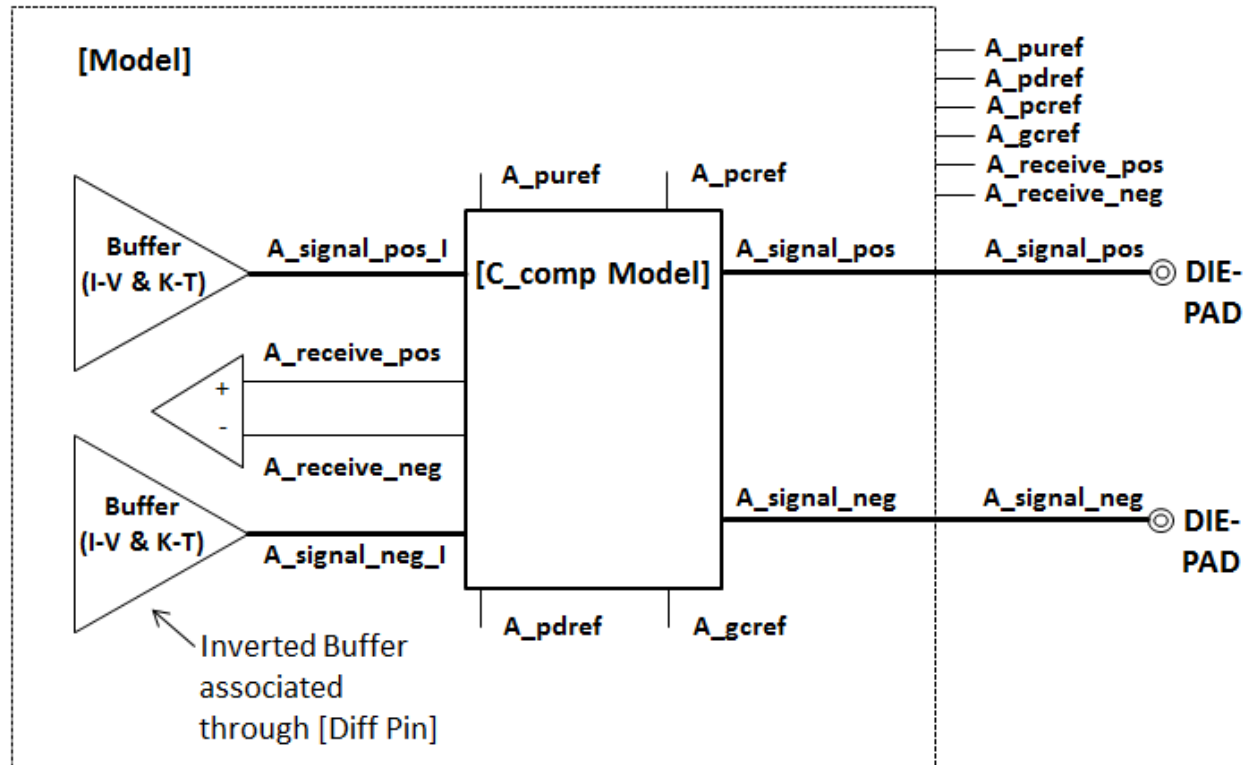 [Model]
A_puref
A_pdref
A_pcref
A_gcref
A_receive_pos
A_receive_neg
A_puref
A_pcref
Buffer
(I-V & K-T)
A_signal_pos_I
[C_comp Model]
A_signal_pos
A_signal_pos
DIE-
PAD
A_receive_pos
+
-
A_receive_neg
Buffer
(I-V & K-T)
A_signal_neg_I
A_signal_neg
A_signal_neg
DIE-
PAD
A_pdref
A_gcref
Inverted Buffer
associated
through [Diff Pin]